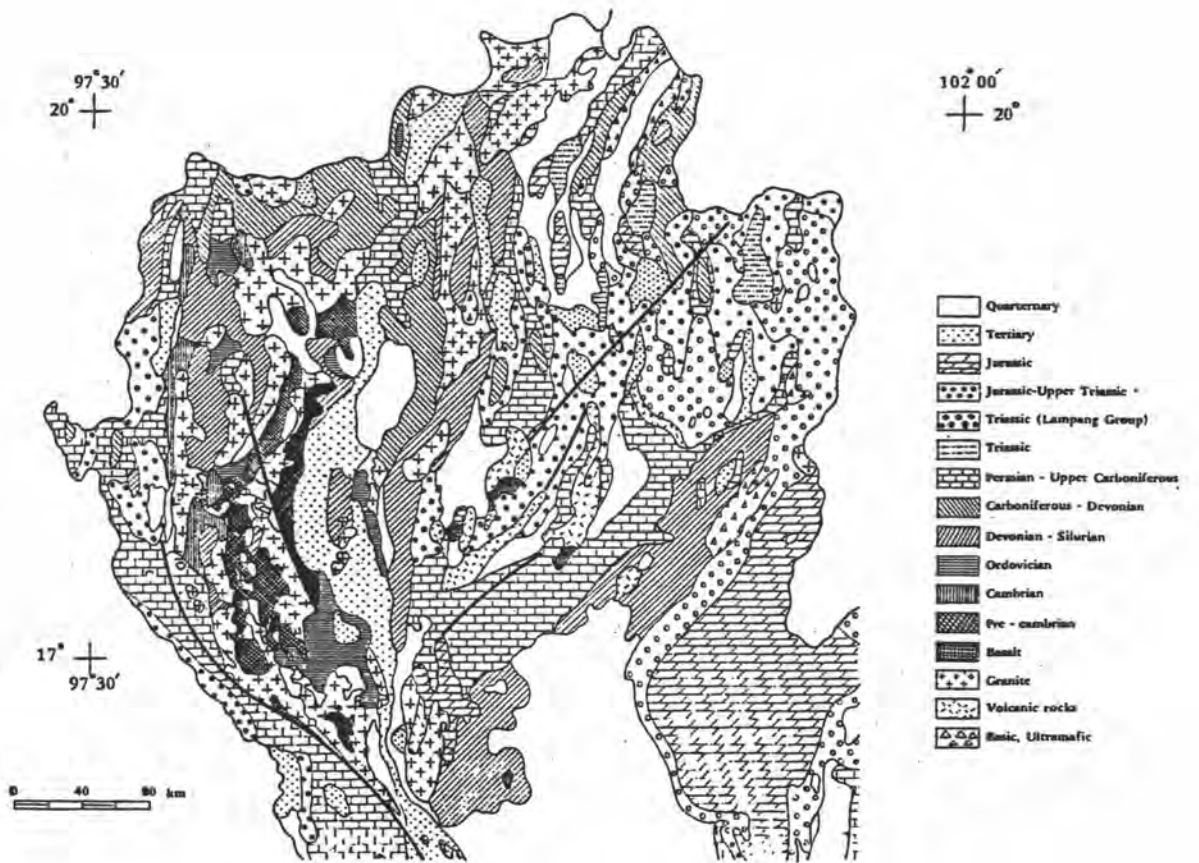 97°30′
20°
102°00′
20°
Quarternary
Tertiary
Jurassic
Jurassic-Upper Triassic
Triassic (Lampang Group)
Triassic
Permian - Upper Carboniferous
Carboniferous - Devonian
Devonian - Silurian
Ordovician
Cambrian
Pre - cambrian
Basalt
Granite
Volcanic rocks
Basic, Ultramafic
17°
97°30′
0 40 80 km